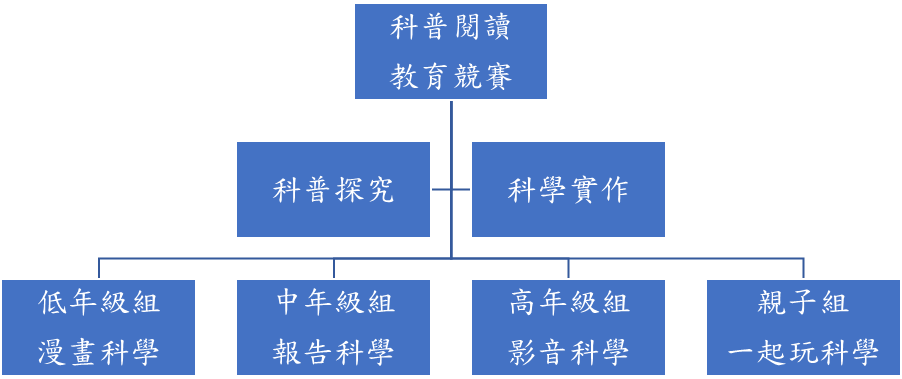 科普閱讀
教育競賽
科普探究
科學實作
低年級組
漫畫科學
中年級組
報告科學
高年級組
影音科學
親子組
一起玩科學